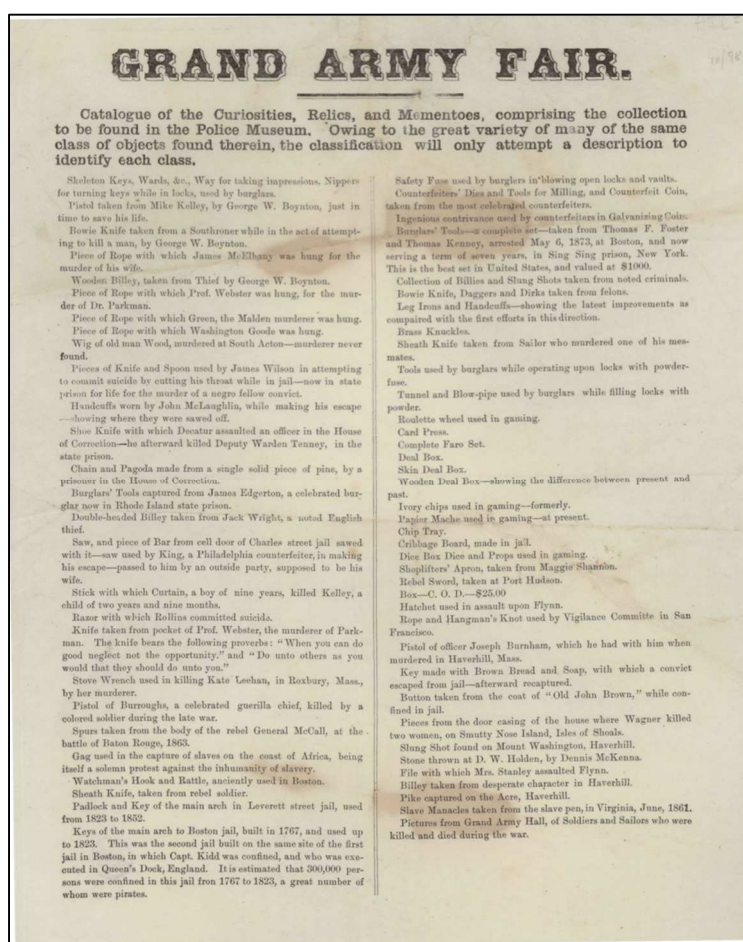 GRAND ARMY FAIR.
Catalogue of the Curiosities, Relics, and Mementoes, comprising the collection
to be found in the Police Museum. Owing to the great variety of many of the same
class of objects found therein, the classification will only attempt a description to
identify each class.
Skeleton Keys, Wards, &c., Way for taking impressions. Nippers
for turning keys while in locks, used by burglars.
Pistol taken from Mike Kelley, by George W. Boynton, just in
time to save his life.
Bowie Knife taken from a Southroner while in the act of attempt-
ing to kill a man, by George W. Boynton.
Piece of Rope with which James McElhany was hung for the
murder of his wife.
Wooden Billey, taken from Thief by George W. Boynton.
Piece of Rope with which Prof. Webster was hung, for the mur-
der of Dr. Parkman.
Piece of Rope with which Green, the Malden murderer was hung.
Piece of Rope with which Washington Goode was hung.
Wig of old man Wood, murdered at South Acton—murderer never
found.
Pieces of Knife and Spoon used by James Wilson in attempting
to commit suicide by cutting his throat while in jail—now in state
prison for life for the murder of a negro fellow convict.
Handcuffs worn by John McLaughlin, while making his escape
—showing where they were sawed off.
Shoe Knife with which Decatur assaulted an officer in the House
of Correction—he afterward killed Deputy Warden Tenney, in the
state prison.
Chain and Pagoda made from a single solid piece of pine, by a
prisoner in the House of Correction.
Burglars' Tools captured from James Edgerton, a celebrated bur-
glar now in Rhode Island state prison.
Double-headed Billey taken from Jack Wright, a noted English
thief.
Saw, and piece of Bar from cell door of Charles street jail sawed
with it—saw used by King, a Philadelphia counterfeiter, in making
his escape—passed to him by an outside party, supposed to be his
wife.
Stick with which Curtain, a boy of nine years, killed Kelley, a
child of two years and nine months.
Razor with which Rollins committed suicida.
Knife taken from pocket of Prof. Webster, the murderer of Park-
man. The knife bears the following proverbs: "When you can do
good neglect not the opportunity." and "Do unto others as you
would that they should do unto you."
Stove Wrench used in killing Kate Leehan, in Roxbury, Mass.,
by her murderer.
Pistol of Burroughs, a celebrated guerilla chief, killed by a
colored soldier during the late war.
Spurs taken from the body of the rebel General McCall, at the
battle of Baton Rouge, 1863.
Gag used in the capture of slaves on the coast of Africa, being
itself a solemn protest against the inhumanity of slavery.
Watchman's Hook and Rattle, anciently used in Boston.
Sheath Knife, taken from rebel soldier.
Padlock and Key of the main arch in Leverett street jail, used
from 1823 to 1852.
Keys of the main arch to Boston jail, built in 1767, and used up
to 1823. This was the second jail built on the same site of the first
jail in Boston, in which Capt. Kidd was confined, and who was exe-
cuted in Queen's Dock, England. It is estimated that 300,000 per-
sons were confined in this jail fron 1767 to 1823, a great number of
whom were pirates.
Safety Fuse used by burglars in blowing open locks and vaults.
Counterfeiters' Dies and Tools for Milling, and Counterfeit Coin,
taken from the most celebrated counterfeiters.
Ingenious contrivance used by counterfeiters in Galvanizing Coin.
Burglars' Tools—a complete set—taken from Thomas F. Foster
and Thomas Kenney, arrested May 6, 1873, at Boston, and now
serving a term of seven years, in Sing Sing prison, New York.
This is the best set in United States, and valued at $1000.
Collection of Billies and Slung Shots taken from noted criminals.
Bowie Knife, Daggers and Dirks taken from felons.
Leg Irons and Handcuffs—showing the latest improvements as
compaired with the first efforts in this direction.
Brass Knuckles.
Sheath Knife taken from Sailor who murdered one of his mes-
mates.
Tools used by burglars while operating upon locks with powder-
fuse.
Tunnel and Blow-pipe used by burglars while filling locks with
powder.
Roulette wheel used in gaming.
Card Press.
Complete Faro Set.
Deal Box.
Skin Deal Box.
Wooden Deal Box—showing the difference between present and
past.
Ivory chips used in gaming—formerly.
Papier Mache used in gaming—at present.
Chip Tray.
Cribbage Board, made in jail.
Dice Box Dice and Props used in gaming.
Shoplifters' Apron, taken from Maggie Shannon.
Rebel Sword, taken at Port Hudson.
Box—C. O. D.—$25.00
Hatchet used in assault upon Flynn.
Rope and Hangman's Knot used by Vigilance Committe in San
Francisco.
Pistol of officer Joseph Burnham, which he had with him when
murdered in Haverhill, Mass.
Key made with Brown Bread and Soap, with which a convict
escaped from jail—afterward recaptured.
Button taken from the coat of "Old John Brown," while con-
fined in jail.
Pieces from the door casing of the house where Wagner killed
two women, on Smutty Nose Island, Isles of Shoals.
Slung Shot found on Mount Washington, Haverhill.
Stone thrown at D. W. Holden, by Dennis McKenna.
File with which Mrs. Stanley assaulted Flynn.
Billey taken from desperate character in Haverhill.
Pike captured on the Acre, Haverhill.
Slave Manacles taken from the slave pen, in Virginia, June, 1861.
Pictures from Grand Army Hall, of Soldiers and Sailors who were
killed and died during the war.